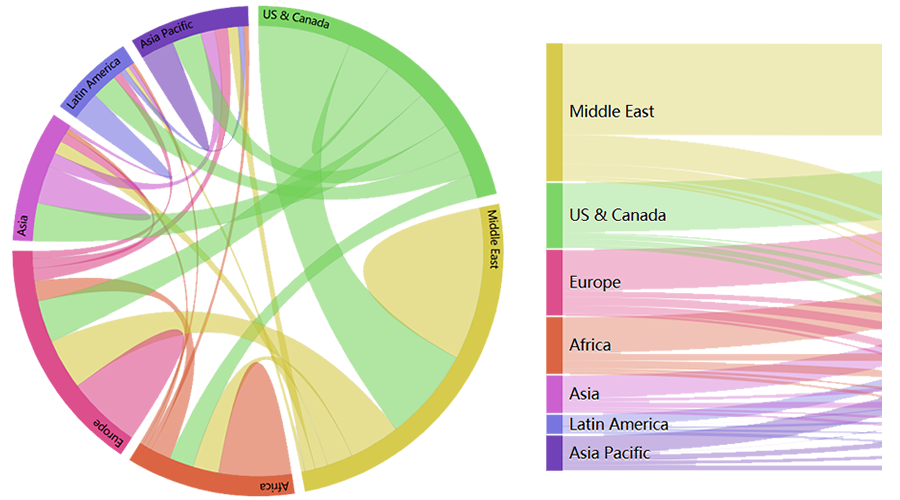 US & Canada
Asia Pacific
Latin America
Asia
Europe
Africa
Middle East
Middle East
US & Canada
Europe
Africa
Asia
Latin America
Asia Pacific